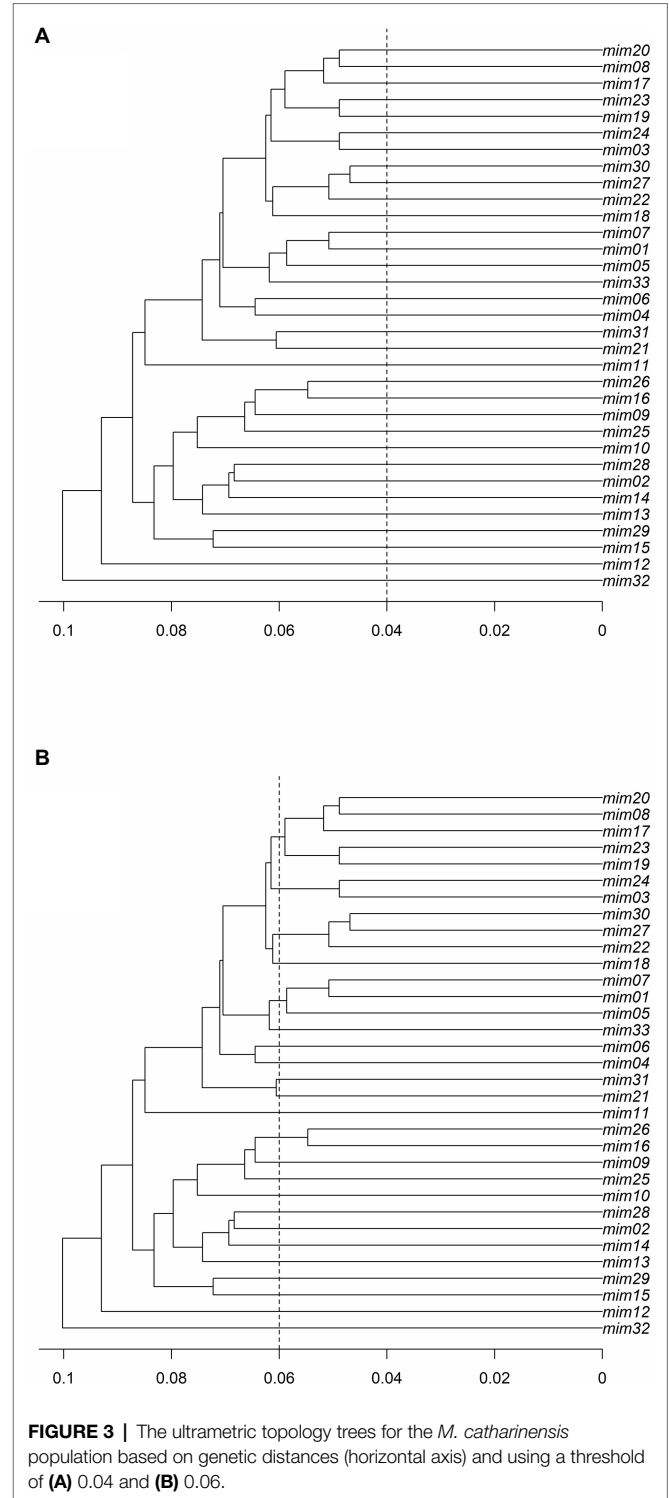 A
mim20
mim08
mim17
mim23
mim19
mim24
mim03
mim30
mim27
mim22
mim18
mim07
mim01
mim05
mim33
mim06
mim04
mim31
mim21
mim11
mim26
mim16
mim09
mim25
mim10
mim28
mim02
mim14
mim13
mim29
mim15
mim12
mim32
0.1 0.08 0.06 0.04 0.02 0
B
mim20
mim08
mim17
mim23
mim19
mim24
mim03
mim30
mim27
mim22
mim18
mim07
mim01
mim05
mim33
mim06
mim04
mim31
mim21
mim11
mim26
mim16
mim09
mim25
mim10
mim28
mim02
mim14
mim13
mim29
mim15
mim12
mim32
0.1 0.08 0.06 0.04 0.02 0
FIGURE 3 | The ultrametric topology trees for the M. catharinensis
population based on genetic distances (horizontal axis) and using a threshold
of (A) 0.04 and (B) 0.06.